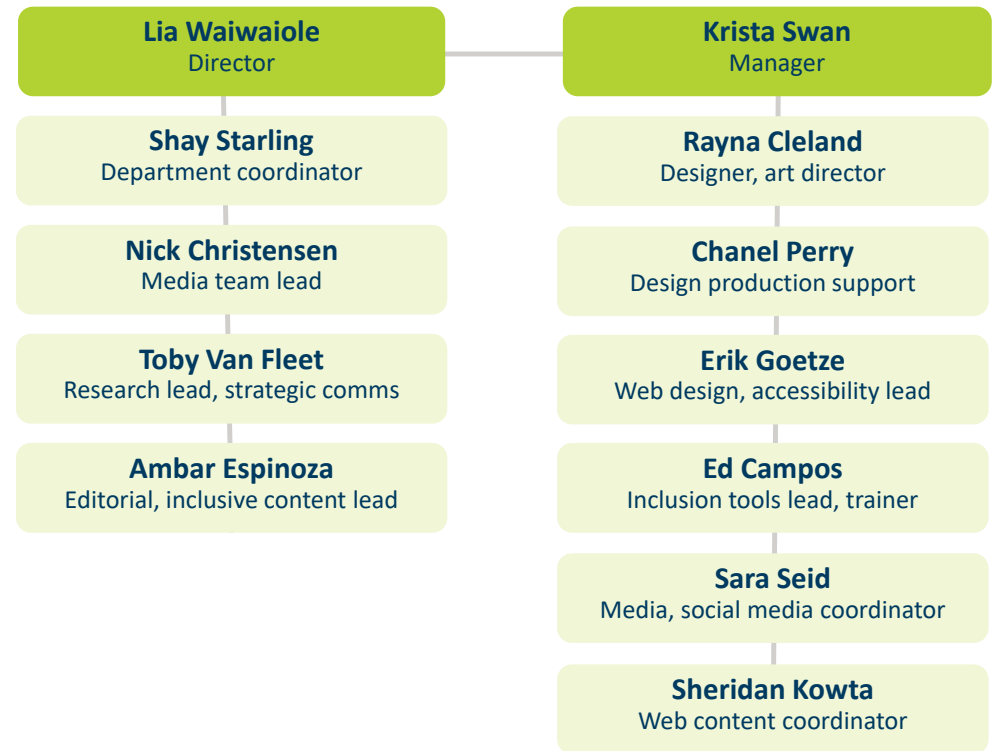 Lia Waiwaiole
Director
Shay Starling
Department coordinator
Nick Christensen
Media team lead
Toby Van Fleet
Research lead, strategic comms
Ambar Espinoza
Editorial, inclusive content lead
Krista Swan
Manager
Rayna Cleland
Designer, art director
Chanel Perry
Design production support
Erik Goetze
Web design, accessibility lead
Ed Campos
Inclusion tools lead, trainer
Sara Seid
Media, social media coordinator
Sheridan Kowta
Web content coordinator